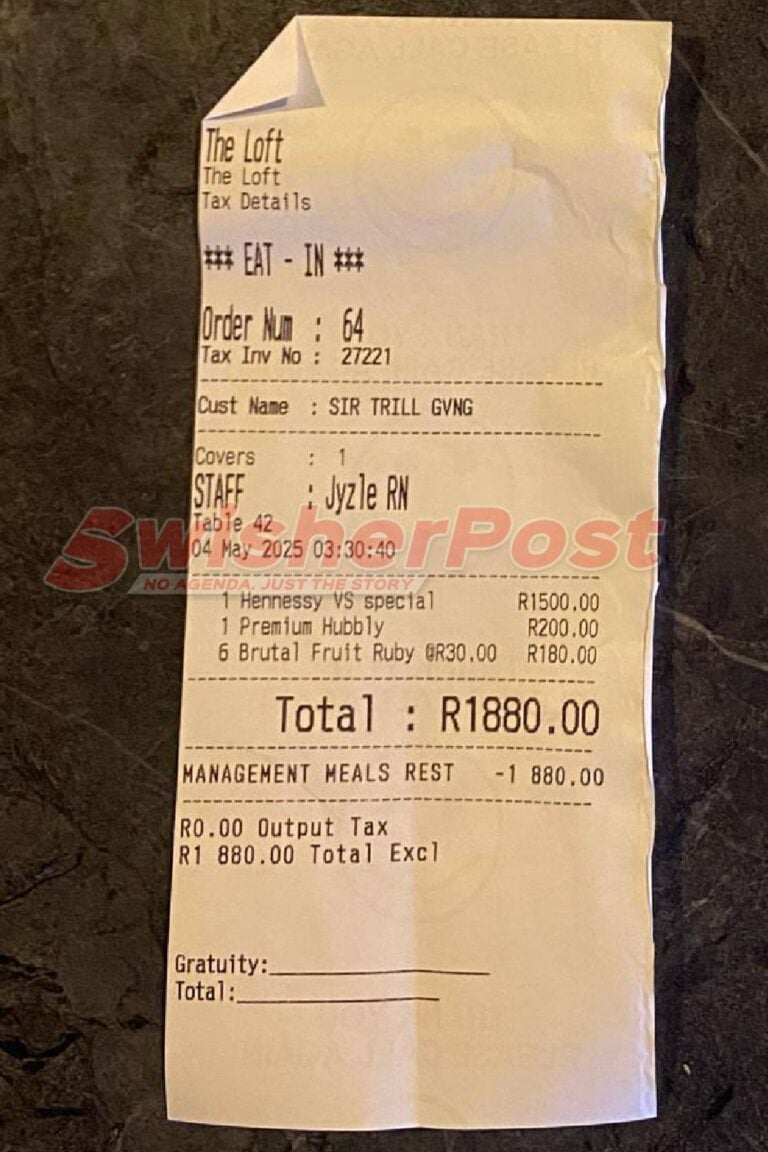 The Loft
The Loft
Tax Details
*** EAT - IN ***
Order Num : 64
Tax Inv No : 27221
Cust Name : SIR TRILL GVNG
Covers : 1
STAFF : Jyzle RN
Table 42
SwisherPost
04 May 2025 03:30:40
NO AGENDA. JUST THE STORY
1 Hennessy VS special R1500.00
1 Premium Hubbly R200.00
6 Brutal Fruit Ruby @R30.00 R180.00
Total : R1880.00
MANAGEMENT MEALS REST -1 880.00
R0.00 Output Tax
R1 880.00 Total Excl
Gratuity:
Total: